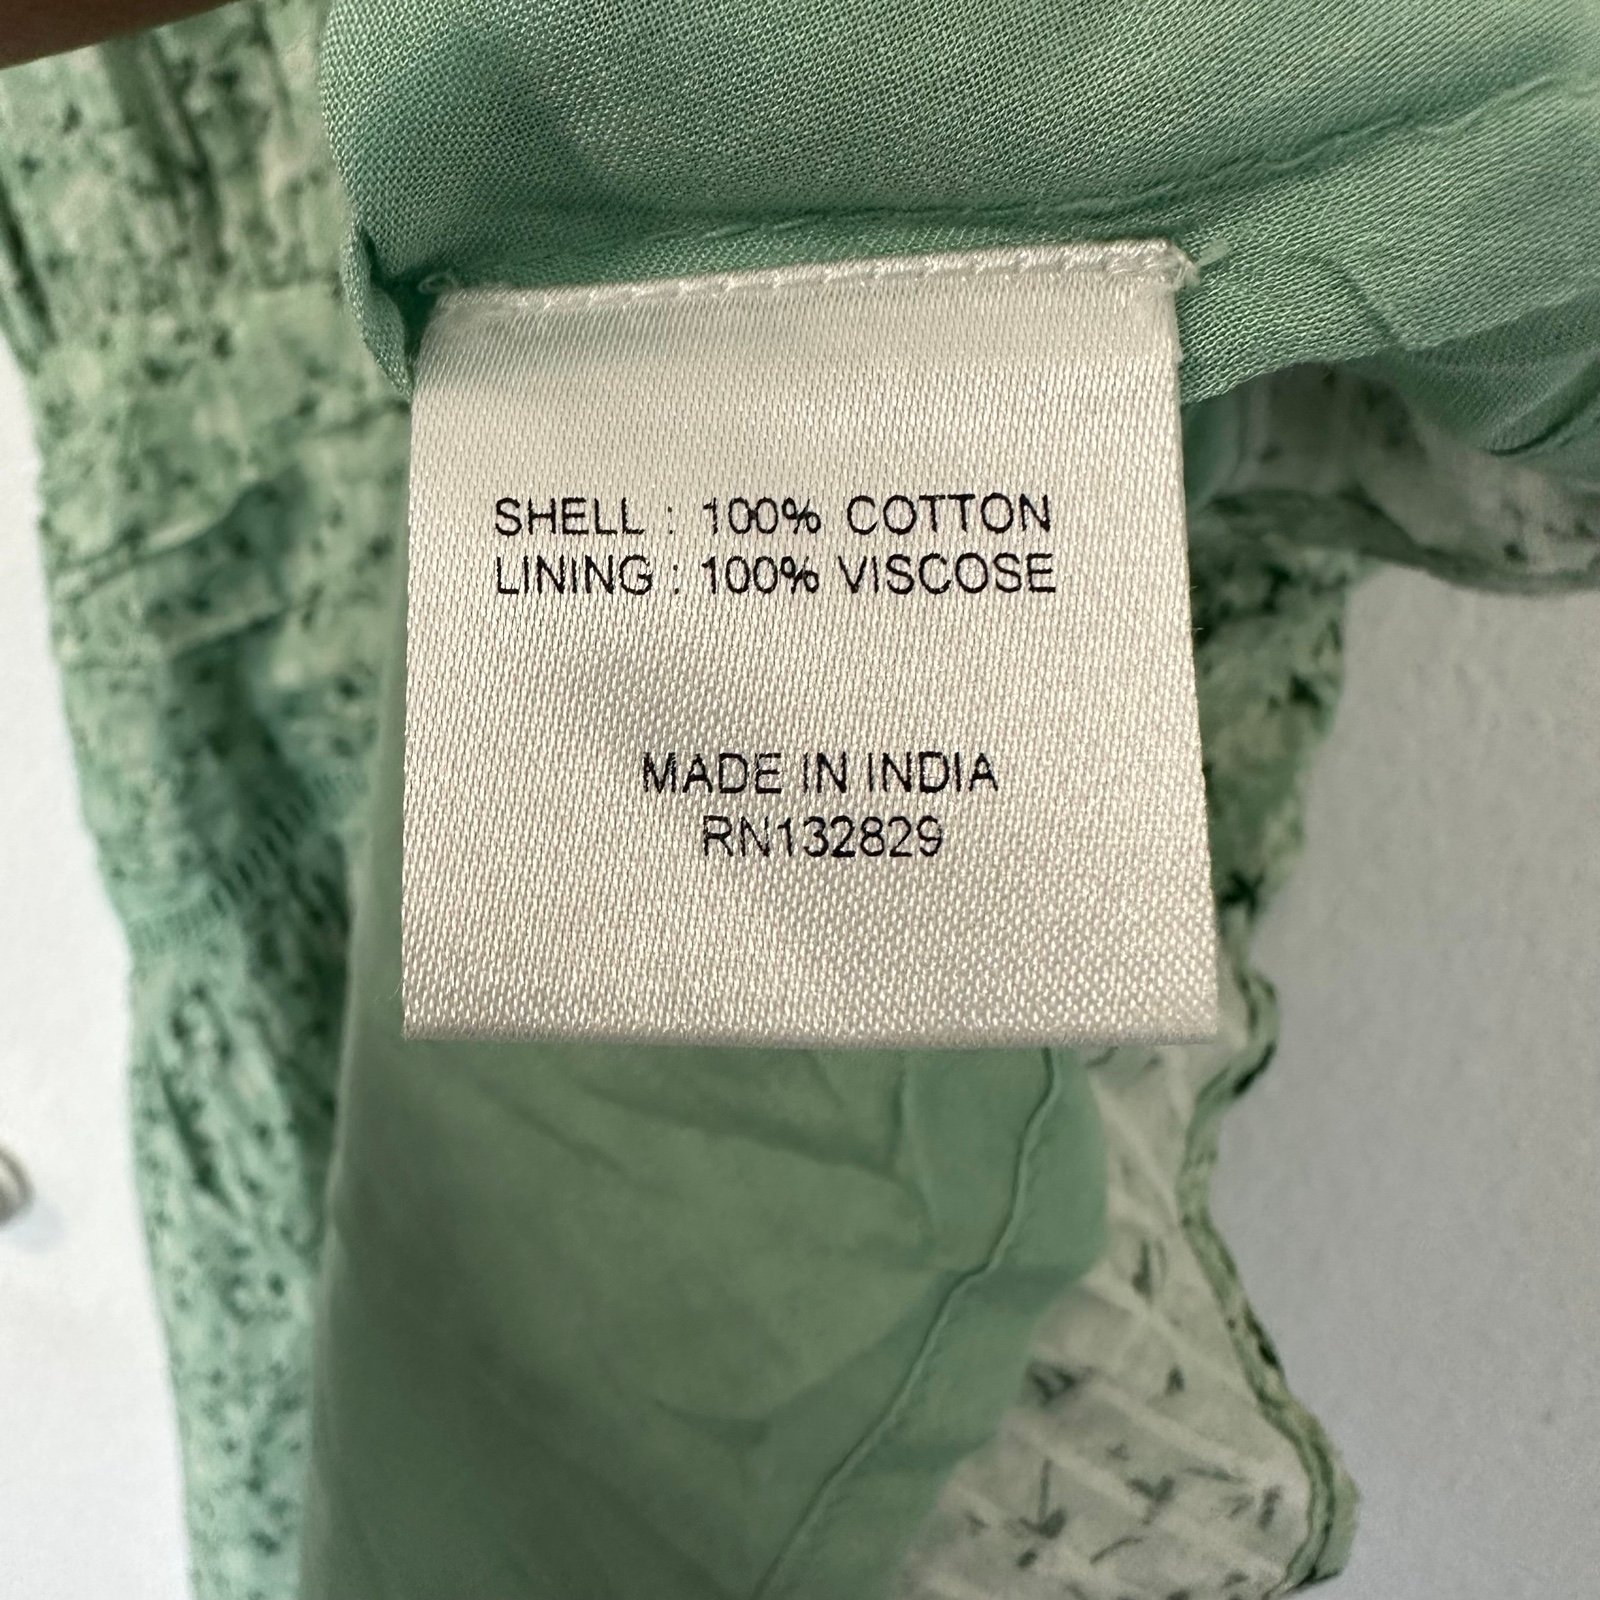 SHELL : 100% COTTON
LINING : 100% VISCOSE
MADE IN INDIA
RN132829